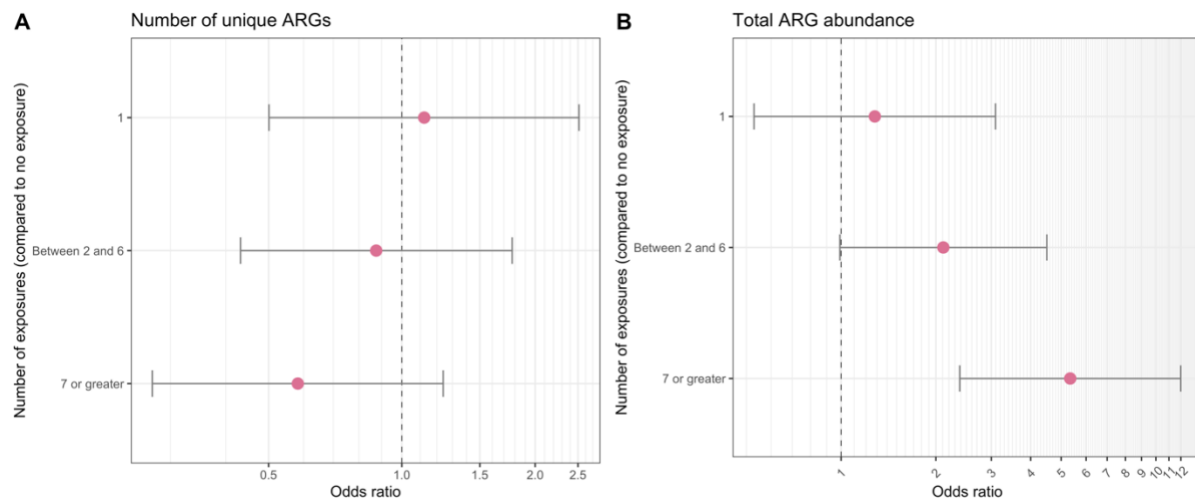 A
Number of unique ARGs
Number of exposures (compared to no exposure)
1
Between 2 and 6
7 or greater
0.5
1.0
1.5
2.0
2.5
Odds ratio
B
Total ARG abundance
Number of exposures (compared to no exposure)
1
Between 2 and 6
7 or greater
1
2
3
4
5
6
7
8
9
10
11
12
Odds ratio